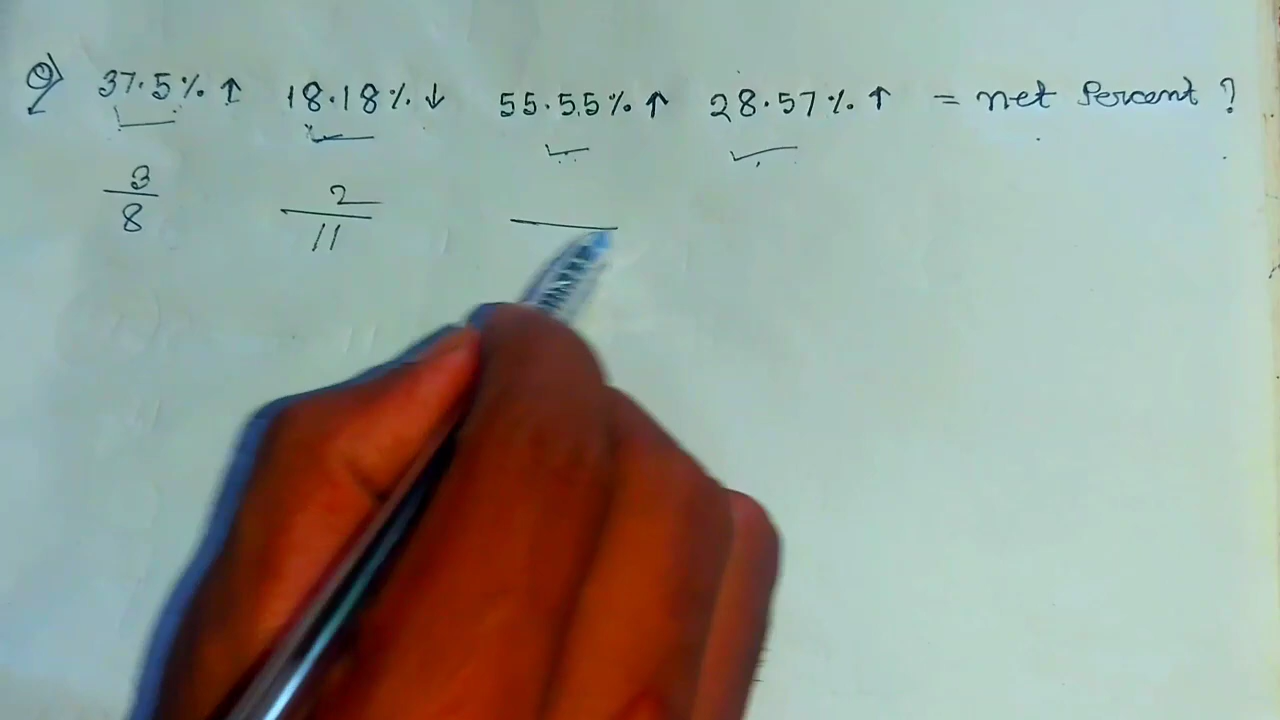 Q) 37.5% ↑ 18.18% ↓ 55.55% ↑ 28.57% ↑ = net Percent ?
3/8 2/11